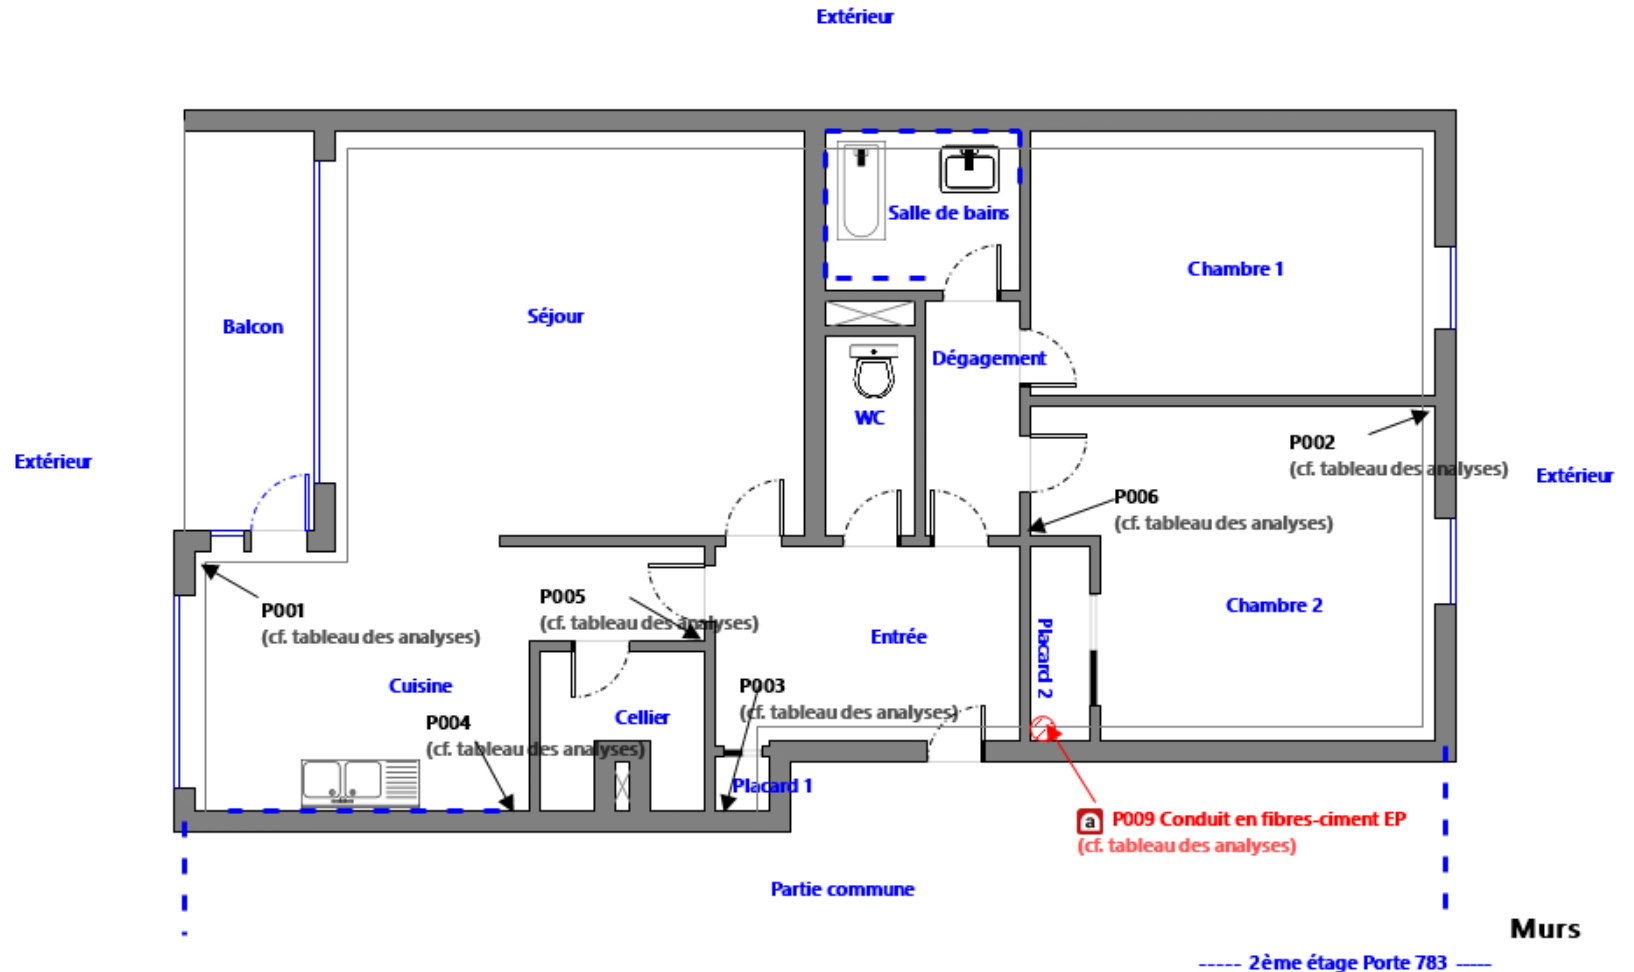 Extérieur
Salle de bains
Chambre 1
Séjour
Balcon
Dégagement
WC
P002
(cf. tableau des analyses)
Extérieur
Extérieur
P006
(cf. tableau des analyses)
P001
(cf. tableau des analyses)
P005
(cf. tableau des analyses)
Chambre 2
Entrée
Placard 2
Cuisine
P003
(cf. tableau des analyses)
Cellier
P004
(cf. tableau des analyses)
Placard 1
a P009 Conduit en fibres-ciment EP
(cf. tableau des analyses)
Partie commune
Murs
----- 2ème étage Porte 783 -----